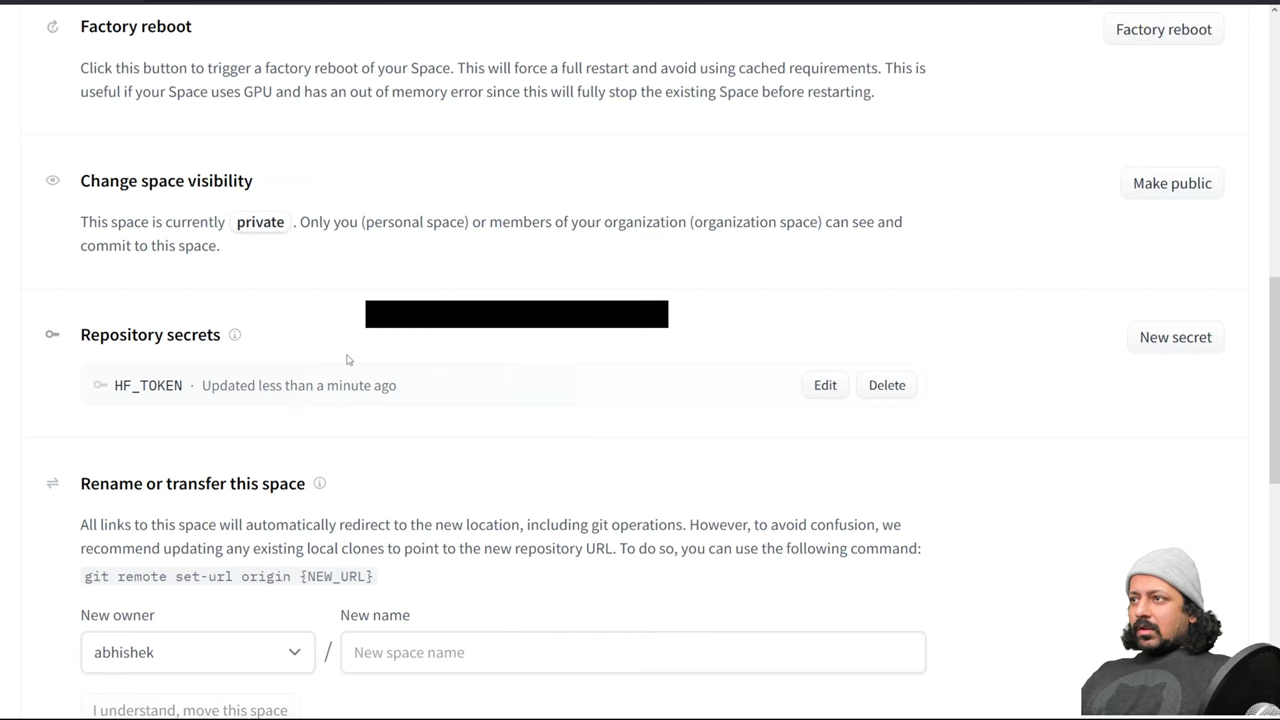 Factory reboot
Factory reboot
Click this button to trigger a factory reboot of your Space. This will force a full restart and avoid using cached requirements. This is
useful if your Space uses GPU and has an out of memory error since this will fully stop the existing Space before restarting.
Change space visibility
Make public
This space is currently private . Only you (personal space) or members of your organization (organization space) can see and
commit to this space.
Repository secrets
New secret
HF_TOKEN · Updated less than a minute ago
Edit
Delete
Rename or transfer this space
All links to this space will automatically redirect to the new location, including git operations. However, to avoid confusion, we
recommend updating any existing local clones to point to the new repository URL. To do so, you can use the following command:
git remote set-url origin {NEW_URL}
New owner
New name
abhishek
/
New space name
I understand, move this space